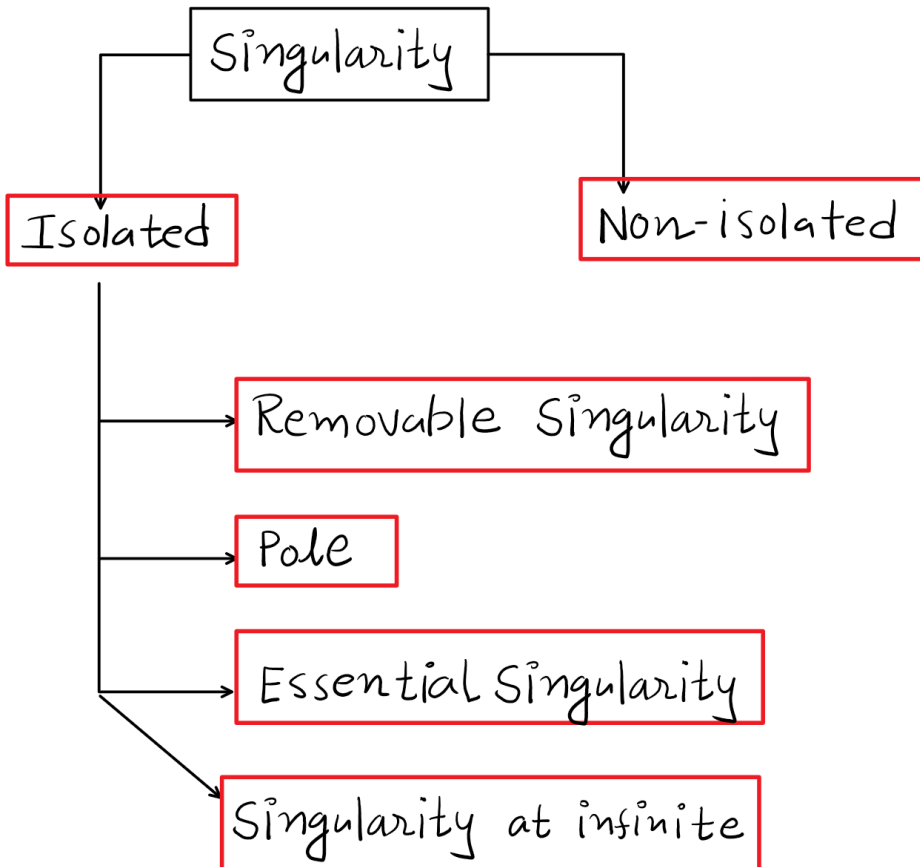 Singularity
Isolated
Non-isolated
Removable Singularity
Pole
Essential Singularity
Singularity at infinite